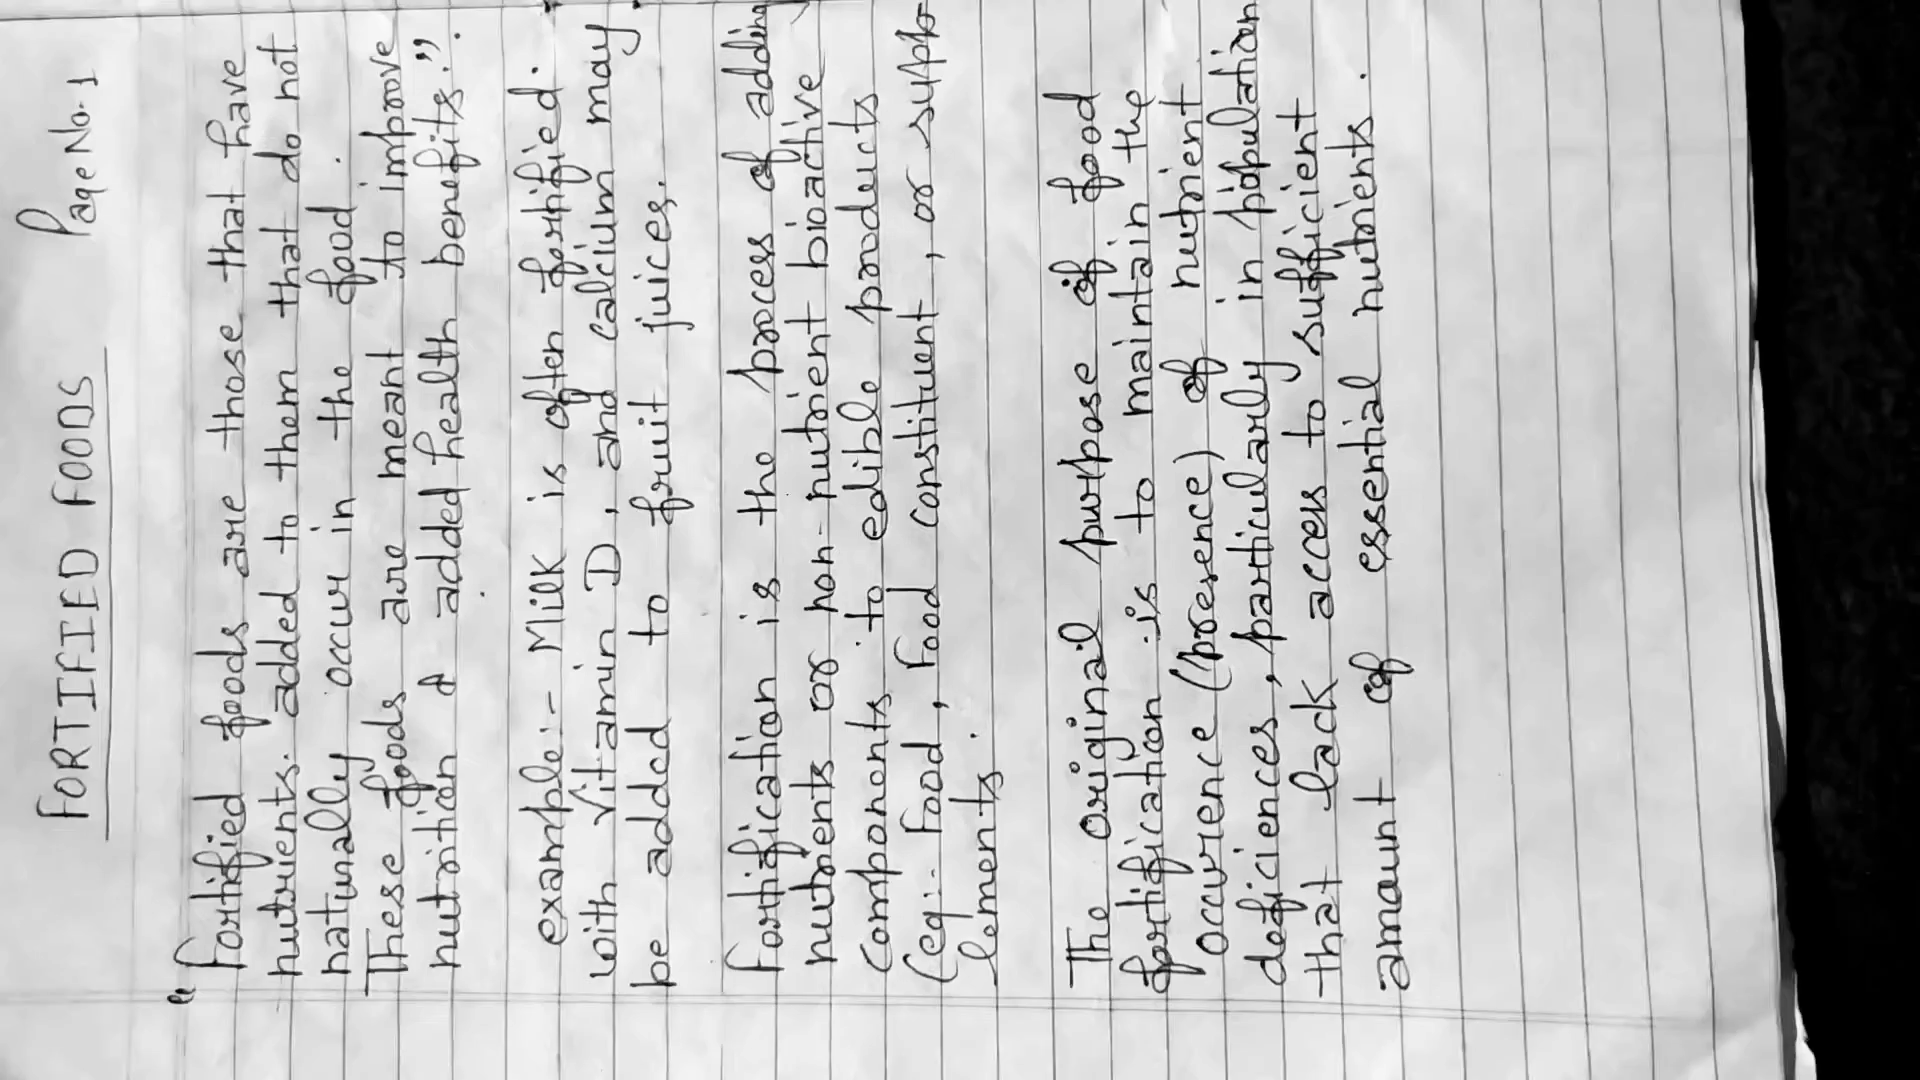 FORTIFIED FOODS Page No. 1
"Fortified foods are those that have
nutrients. added to them that do not
naturally occur in the food.
These foods are meant to improve
nutrition & added health benefits."
example:- Milk is often fortified.
with vitamin D, and calcium may
be added to fruit juices.
Fortification is the process of adding
nutrients or non-nutrient bioactive
components to edible products
(eg:- Food, Food constituent, or supp
lements.
The original purpose of food
fortification is to maintain the
occurience (presence) of nutrient
deficiences, particularly in population
that lack access to sufficient
amount of essential nutrients.